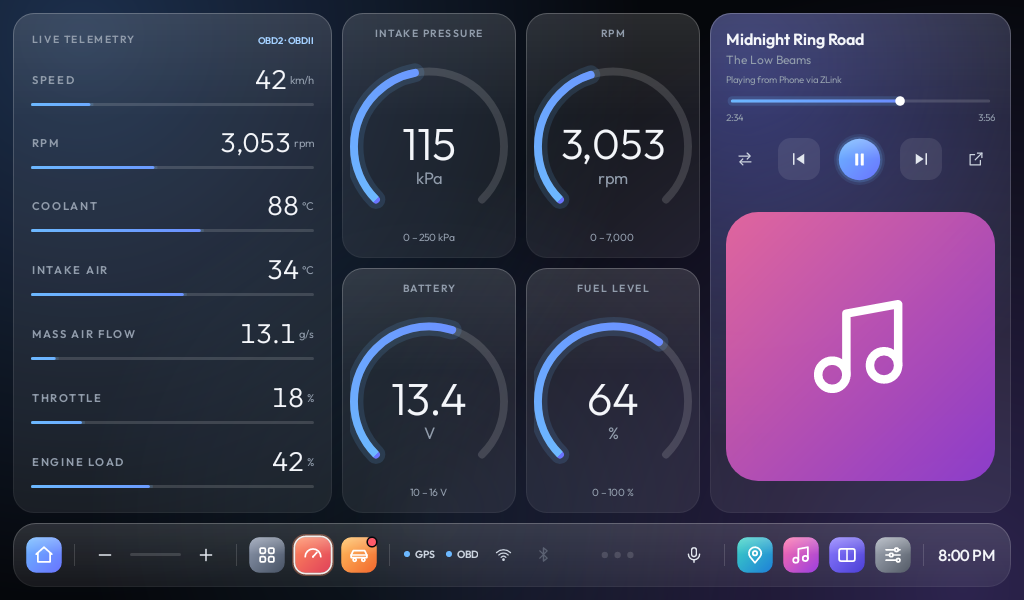 LIVE TELEMETRY OBD2 · OBDII
SPEED 42 km/h
RPM 3,053 rpm
COOLANT 88 °C
INTAKE AIR 34 °C
MASS AIR FLOW 13.1 g/s
THROTTLE 18 %
ENGINE LOAD 42 %
INTAKE PRESSURE
115
kPa
0 – 250 kPa
RPM
3,053
rpm
0 – 7,000
BATTERY
13.4
V
10 – 16 V
FUEL LEVEL
64
%
0 – 100 %
Midnight Ring Road
The Low Beams
Playing from Phone via ZLink
2:34 3:56
GPS OBD 8:00 PM